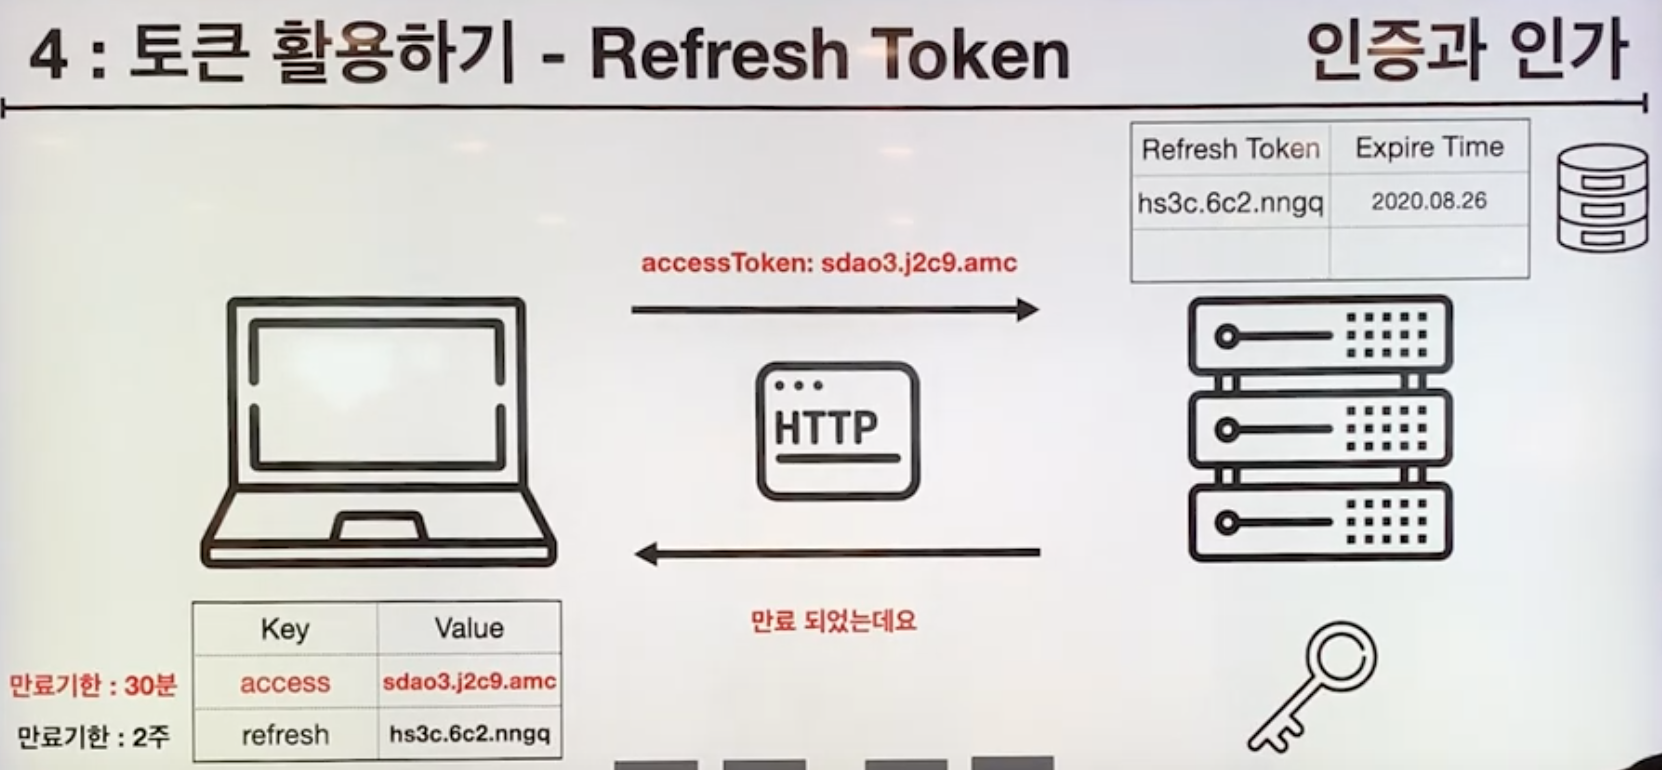 4 : 토큰 활용하기 - Refresh Token
인증과 인가
Refresh Token Expire Time
hs3c.6c2.nngq 2020.08.26
accessToken: sdao3.j2c9.amc
HTTP
만료 되었는데요
Key Value
만료기한 : 30분 access sdao3.j2c9.amc
만료기한 : 2주 refresh hs3c.6c2.nngq